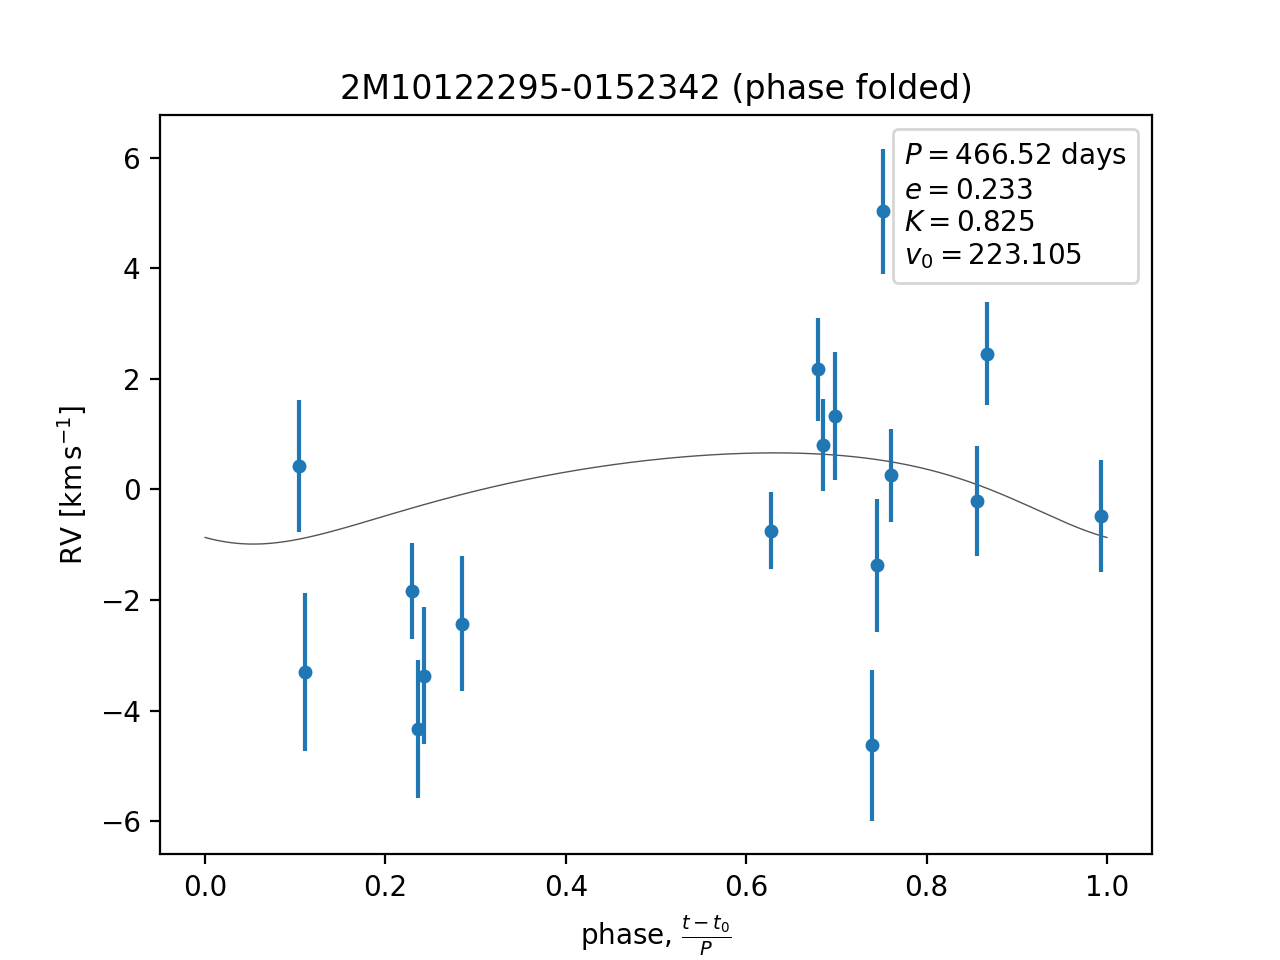 2M10122295-0152342 (phase folded)
P = 466.52 days
e = 0.233
K = 0.825
v₀ = 223.105
RV [km s⁻¹]
6
4
2
0
−2
−4
−6
0.0 0.2 0.4 0.6 0.8 1.0
phase, (t − t₀)/P